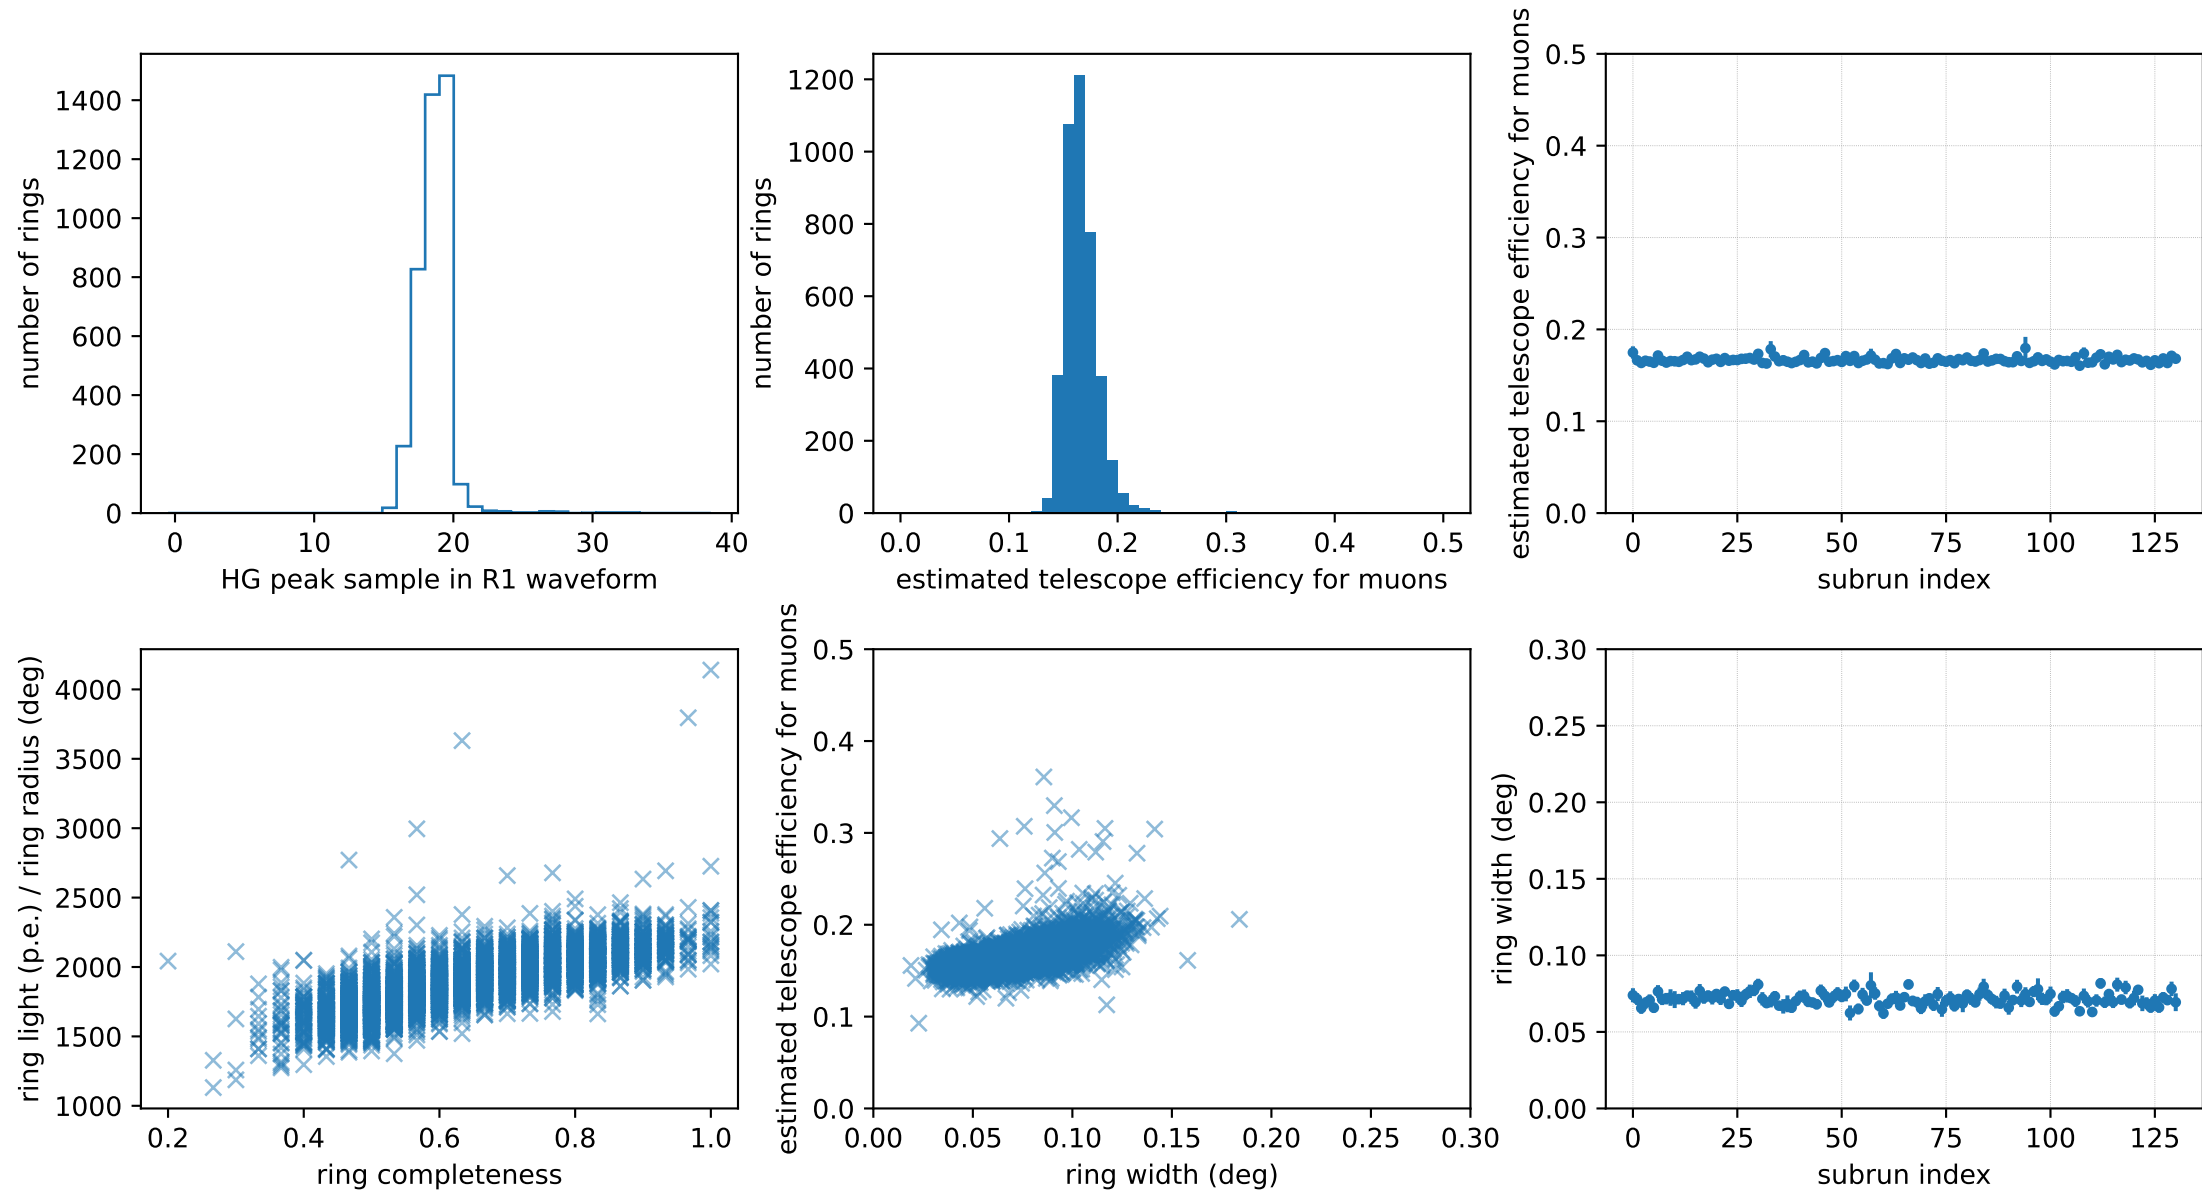 number of rings
1400
1200
1000
800
600
400
200
0
0 10 20 30 40
HG peak sample in R1 waveform
number of rings
1200
1000
800
600
400
200
0
0.0 0.1 0.2 0.3 0.4 0.5
estimated telescope efficiency for muons
estimated telescope efficiency for muons
0.5
0.4
0.3
0.2
0.1
0.0
0 25 50 75 100 125
subrun index
ring light (p.e.) / ring radius (deg)
4000
3500
3000
2500
2000
1500
1000
0.2 0.4 0.6 0.8 1.0
ring completeness
estimated telescope efficiency for muons
0.5
0.4
0.3
0.2
0.1
0.0
0.00 0.05 0.10 0.15 0.20 0.25 0.30
ring width (deg)
ring width (deg)
0.30
0.25
0.20
0.15
0.10
0.05
0.00
0 25 50 75 100 125
subrun index